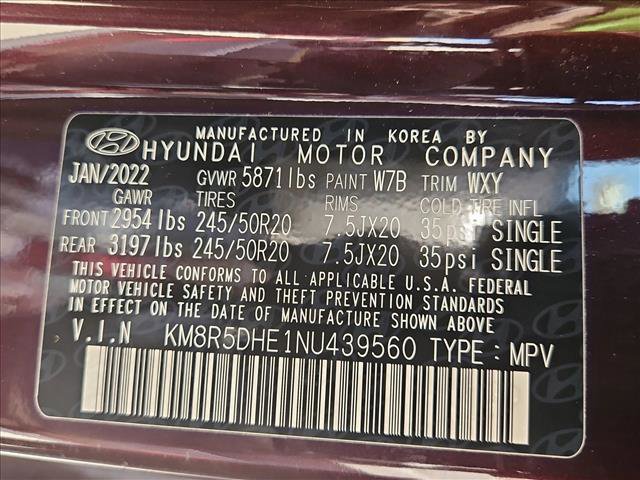 MANUFACTURED IN KOREA BY
HYUNDAI MOTOR COMPANY
JAN/2022 GVWR 5871lbs PAINT W7B TRIM WXY
GAWR TIRES RIMS COLD TIRE INFL
FRONT 2954lbs 245/50R20 7.5JX20 35psi SINGLE
REAR 3197lbs 245/50R20 7.5JX20 35psi SINGLE
THIS VEHICLE CONFORMS TO ALL APPLICABLE U.S.A. FEDERAL
MOTOR VEHICLE SAFETY AND THEFT PREVENTION STANDARDS
IN EFFECT ON THE DATE OF MANUFACTURE SHOWN ABOVE
V.I.N KM8R5DHE1NU439560 TYPE: MPV